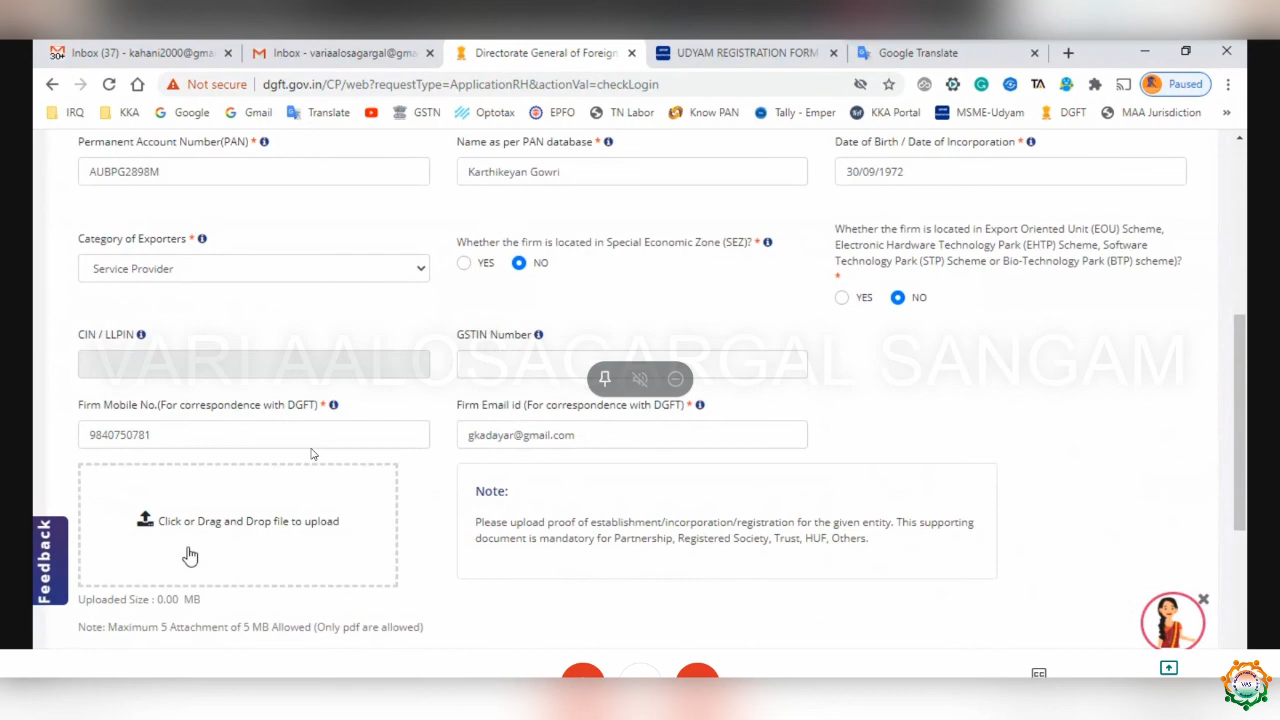 Inbox (37) - kahani2000@gma
Inbox - variaalosagargal@gma
Directorate General of Foreign
UDYAM REGISTRATION FORM
Google Translate
30+
Not secure
dgft.gov.in/CP/web?requestType=ApplicationRH&actionVal=checkLogin
TA
Paused
IRQ
KKA
Google
Gmail
Translate
GSTN
Optotax
EPFO
TN Labor
Know PAN
Tally - Emper
KKA Portal
MSME-Udyam
DGFT
MAA Jurisdiction
»
Permanent Account Number(PAN) *
Name as per PAN database *
Date of Birth / Date of Incorporation *
AUBPG2898M
Karthikeyan Gowri
30/09/1972
Category of Exporters *
Whether the firm is located in Special Economic Zone (SEZ)? *
Whether the firm is located in Export Oriented Unit (EOU) Scheme,
Electronic Hardware Technology Park (EHTP) Scheme, Software
Technology Park (STP) Scheme or Bio-Technology Park (BTP) scheme)?
*
Service Provider
YES
NO
YES
NO
CIN / LLPIN
GSTIN Number
VARI AALOSAGARGAL SANGAM
Firm Mobile No.(For correspondence with DGFT) *
Firm Email id (For correspondence with DGFT) *
9840750781
gkadayar@gmail.com
Click or Drag and Drop file to upload
Note:
Please upload proof of establishment/incorporation/registration for the given entity. This supporting
document is mandatory for Partnership, Registered Society, Trust, HUF, Others.
Feedback
Uploaded Size : 0.00 MB
Note: Maximum 5 Attachment of 5 MB Allowed (Only pdf are allowed)
VAS